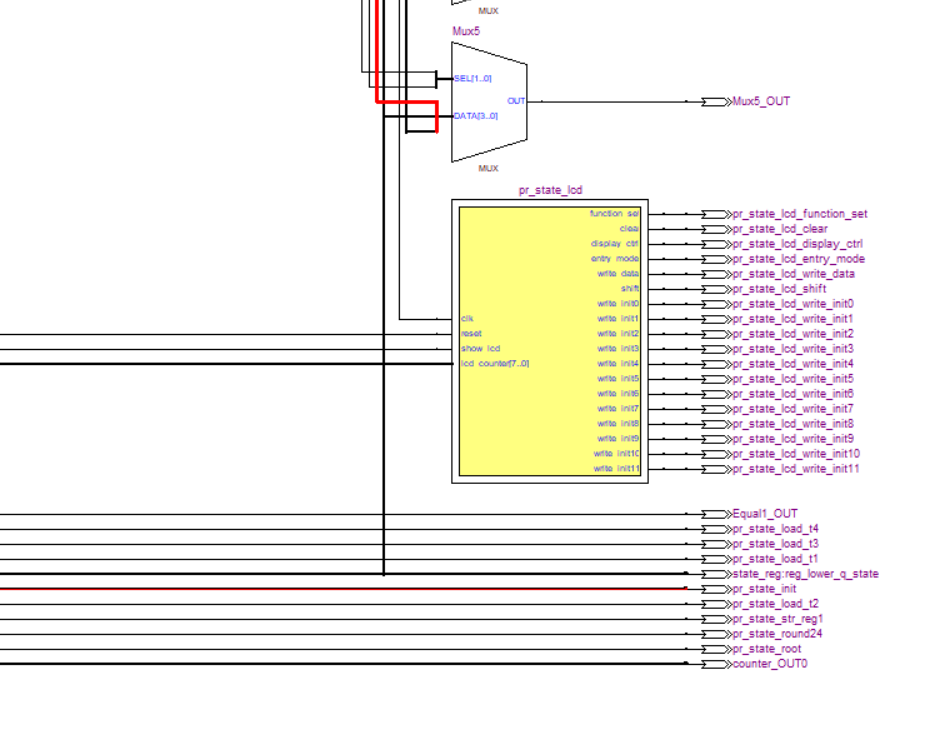 MUX
Mux5
SEL[1..0]
OUT
Mux5_OUT
DATA[3..0]
MUX
pr_state_lcd
function_set pr_state_lcd_function_set
clear pr_state_lcd_clear
display_ctrl pr_state_lcd_display_ctrl
entry_mode pr_state_lcd_entry_mode
write_data pr_state_lcd_write_data
shift pr_state_lcd_shift
write_init0 pr_state_lcd_write_init0
clk write_init1 pr_state_lcd_write_init1
reset write_init2 pr_state_lcd_write_init2
show_lcd write_init3 pr_state_lcd_write_init3
lcd_counter[7..0] write_init4 pr_state_lcd_write_init4
write_init5 pr_state_lcd_write_init5
write_init6 pr_state_lcd_write_init6
write_init7 pr_state_lcd_write_init7
write_init8 pr_state_lcd_write_init8
write_init9 pr_state_lcd_write_init9
write_init10 pr_state_lcd_write_init10
write_init11 pr_state_lcd_write_init11
Equal1_OUT
pr_state_load_t4
pr_state_load_t3
pr_state_load_t1
state_reg:reg_lower_q_state
pr_state_init
pr_state_load_t2
pr_state_str_reg1
pr_state_round24
pr_state_root
counter_OUT0